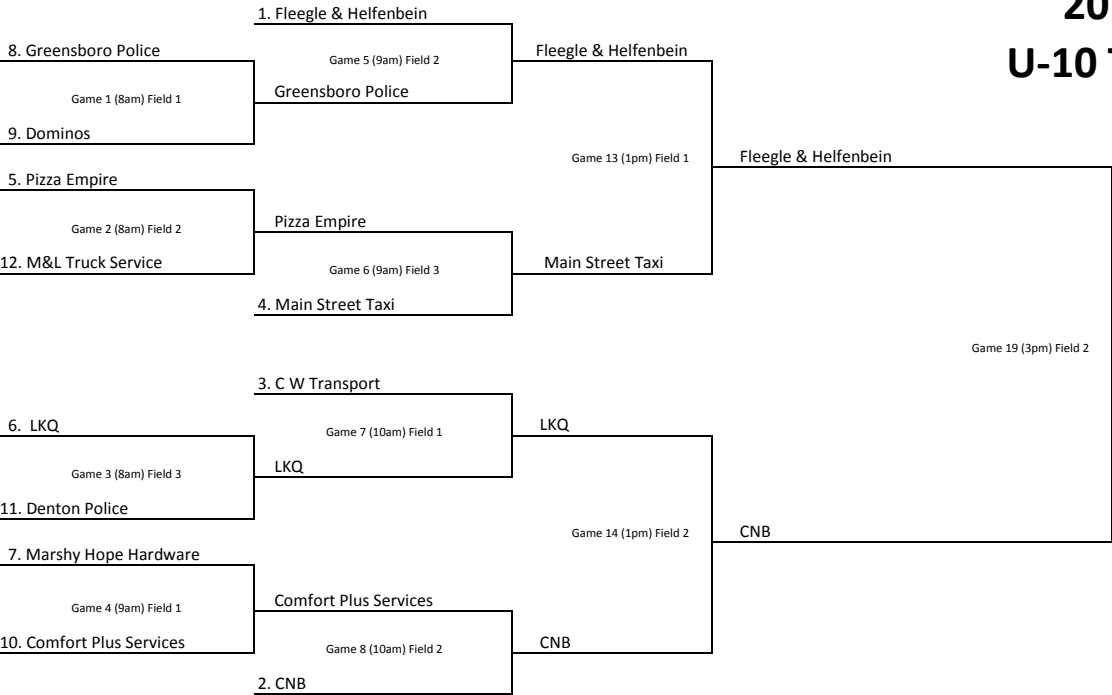 20
U-10 T
1. Fleegle & Helfenbein
8. Greensboro Police
Game 5 (9am) Field 2
Fleegle & Helfenbein
Game 1 (8am) Field 1
Greensboro Police
9. Dominos
Game 13 (1pm) Field 1
Fleegle & Helfenbein
5. Pizza Empire
Game 2 (8am) Field 2
Pizza Empire
12. M&L Truck Service
Game 6 (9am) Field 3
Main Street Taxi
4. Main Street Taxi
Game 19 (3pm) Field 2
3. C W Transport
6. LKQ
Game 7 (10am) Field 1
LKQ
Game 3 (8am) Field 3
LKQ
11. Denton Police
Game 14 (1pm) Field 2
CNB
7. Marshy Hope Hardware
Game 4 (9am) Field 1
Comfort Plus Services
10. Comfort Plus Services
Game 8 (10am) Field 2
CNB
2. CNB